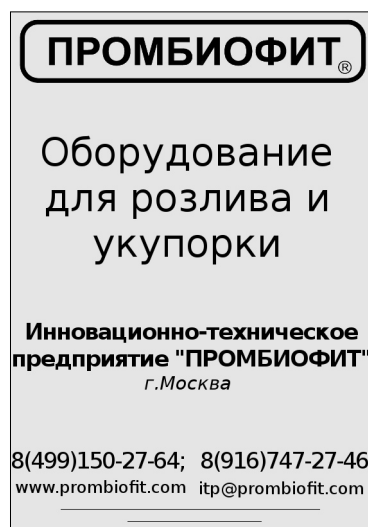 ПРОМБИОФИТ®
Оборудование
для розлива и
укупорки
Инновационно-техническое
предприятие "ПРОМБИОФИТ"
г.Москва
8(499)150-27-64; 8(916)747-27-46
www.prombiofit.com itp@prombiofit.com